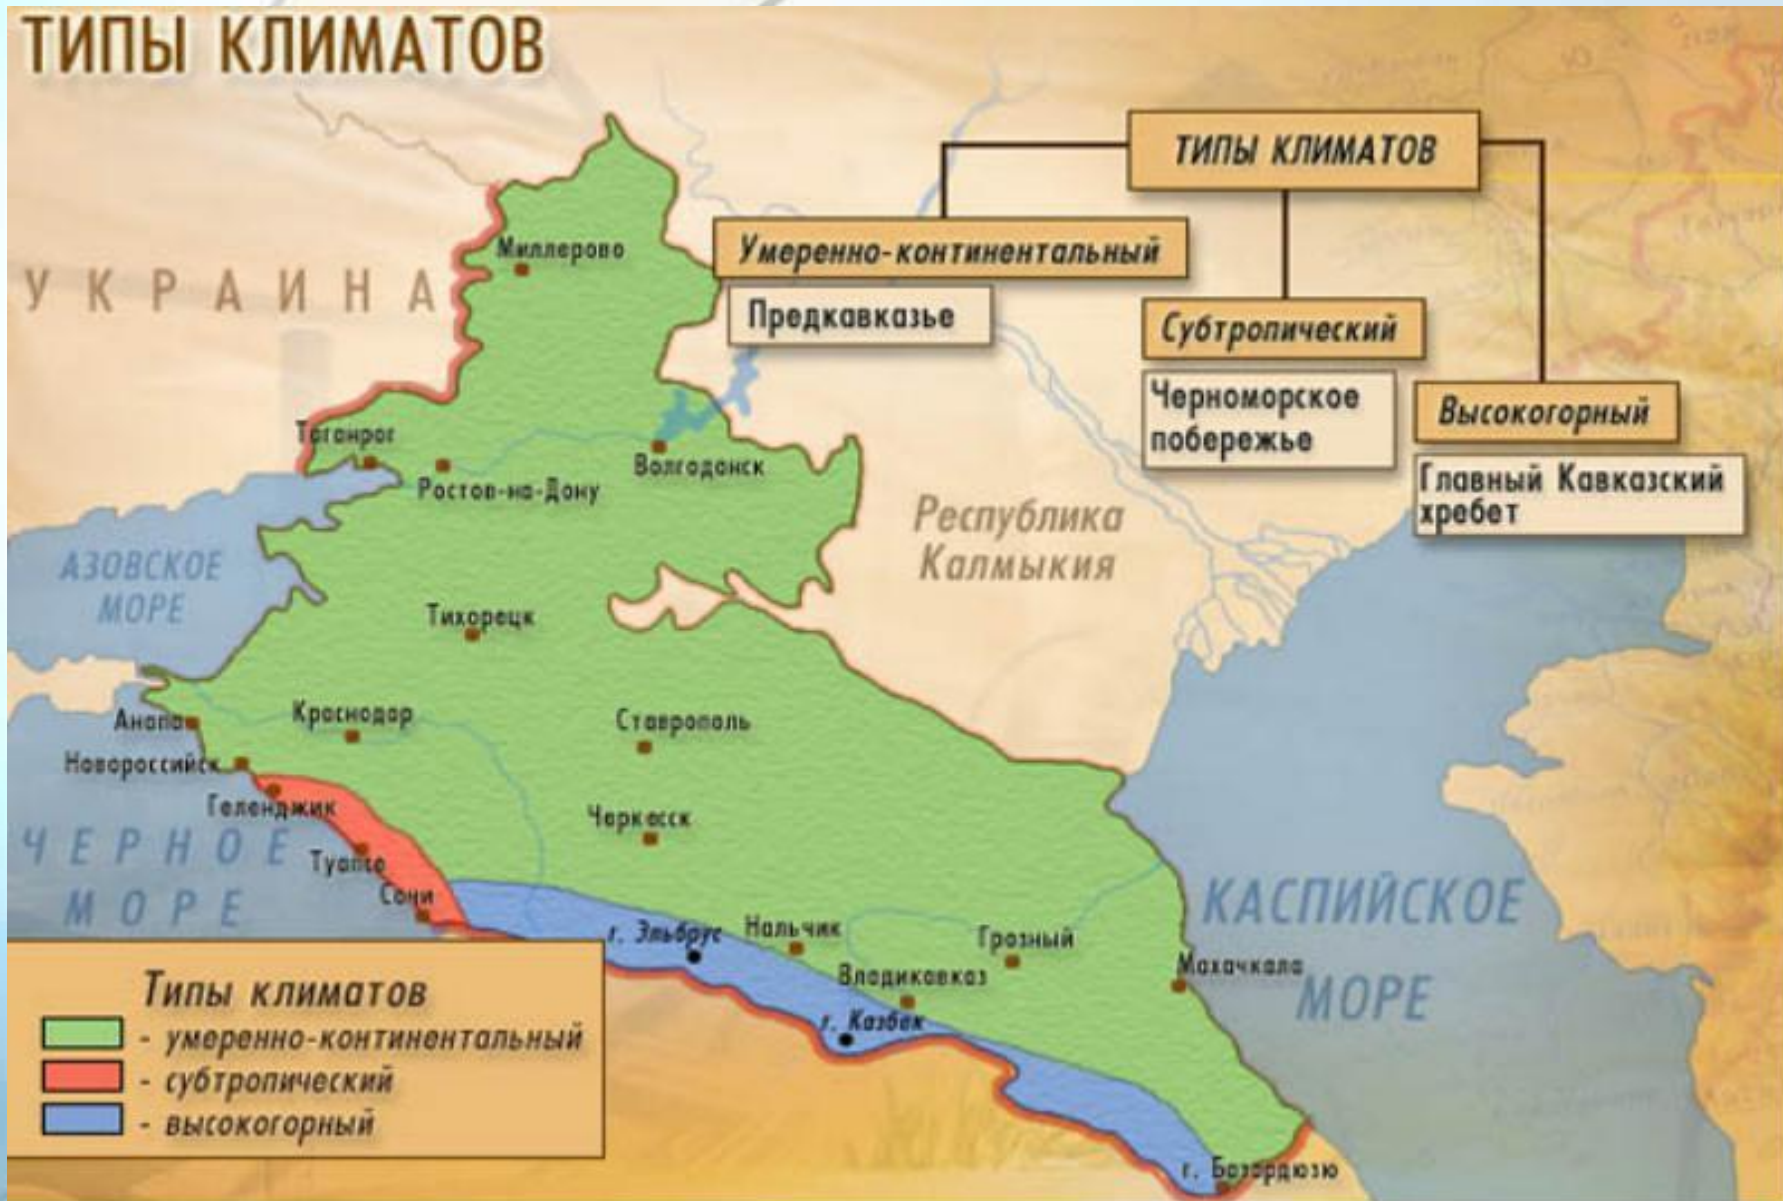 ТИПЫ КЛИМАТОВ
ТИПЫ КЛИМАТОВ
Умеренно-континентальный
Предкавказье
Субтропический
Черноморское
побережье
Высокогорный
Главный Кавказский
хребет
УКРАИНА
Миллерово
Таганрог
Ростов-на-Дону
Волгодонск
Республика
Калмыкия
АЗОВСКОЕ
МОРЕ
Тихорецк
Анапа
Краснодар
Ставрополь
Новороссийск
Геленджик
Черкесск
ЧЕРНОЕ
МОРЕ
Туапсе
Сочи
г. Эльбрус
Нальчик
Грозный
Владикавказ
Махачкала
КАСПИЙСКОЕ
МОРЕ
г. Казбек
г. Базардюзю
Типы климатов
- умеренно-континентальный
- субтропический
- высокогорный